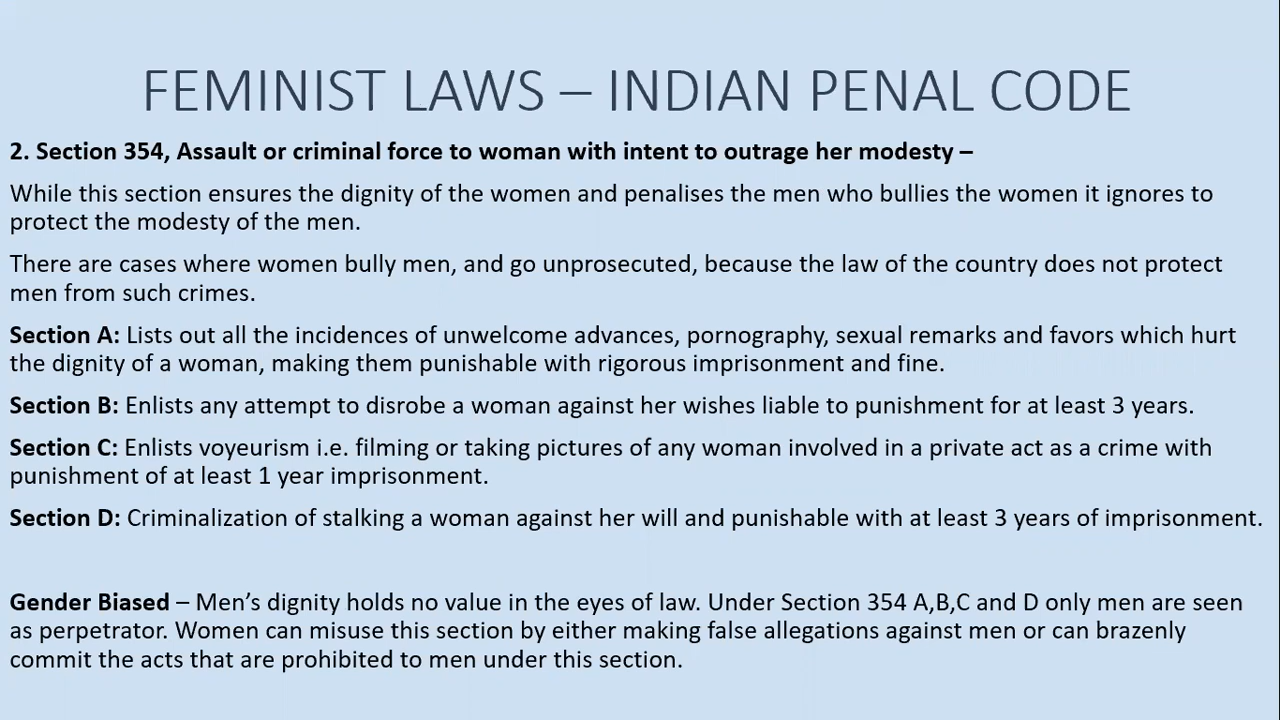 FEMINIST LAWS – INDIAN PENAL CODE
2. Section 354, Assault or criminal force to woman with intent to outrage her modesty –
While this section ensures the dignity of the women and penalises the men who bullies the women it ignores to
protect the modesty of the men.
There are cases where women bully men, and go unprosecuted, because the law of the country does not protect
men from such crimes.
Section A: Lists out all the incidences of unwelcome advances, pornography, sexual remarks and favors which hurt
the dignity of a woman, making them punishable with rigorous imprisonment and fine.
Section B: Enlists any attempt to disrobe a woman against her wishes liable to punishment for at least 3 years.
Section C: Enlists voyeurism i.e. filming or taking pictures of any woman involved in a private act as a crime with
punishment of at least 1 year imprisonment.
Section D: Criminalization of stalking a woman against her will and punishable with at least 3 years of imprisonment.
Gender Biased – Men's dignity holds no value in the eyes of law. Under Section 354 A,B,C and D only men are seen
as perpetrator. Women can misuse this section by either making false allegations against men or can brazenly
commit the acts that are prohibited to men under this section.